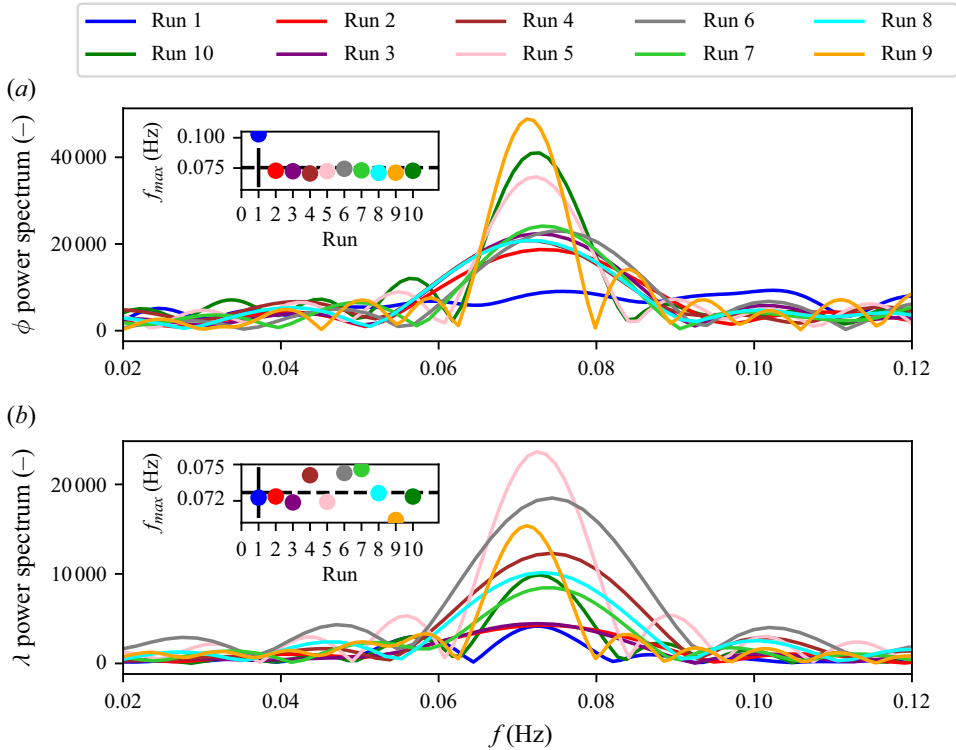 Run 1 Run 2 Run 4 Run 6 Run 8
Run 10 Run 3 Run 5 Run 7 Run 9
(a)
ϕ power spectrum (–)
40 000
20 000
0
f_max (Hz)
0.100
0.075
0 1 2 3 4 5 6 7 8 9 10
Run
0.02 0.04 0.06 0.08 0.10 0.12
(b)
λ power spectrum (–)
20 000
10 000
0
f_max (Hz)
0.075
0.072
0 1 2 3 4 5 6 7 8 9 10
Run
0.02 0.04 0.06 0.08 0.10 0.12
f (Hz)